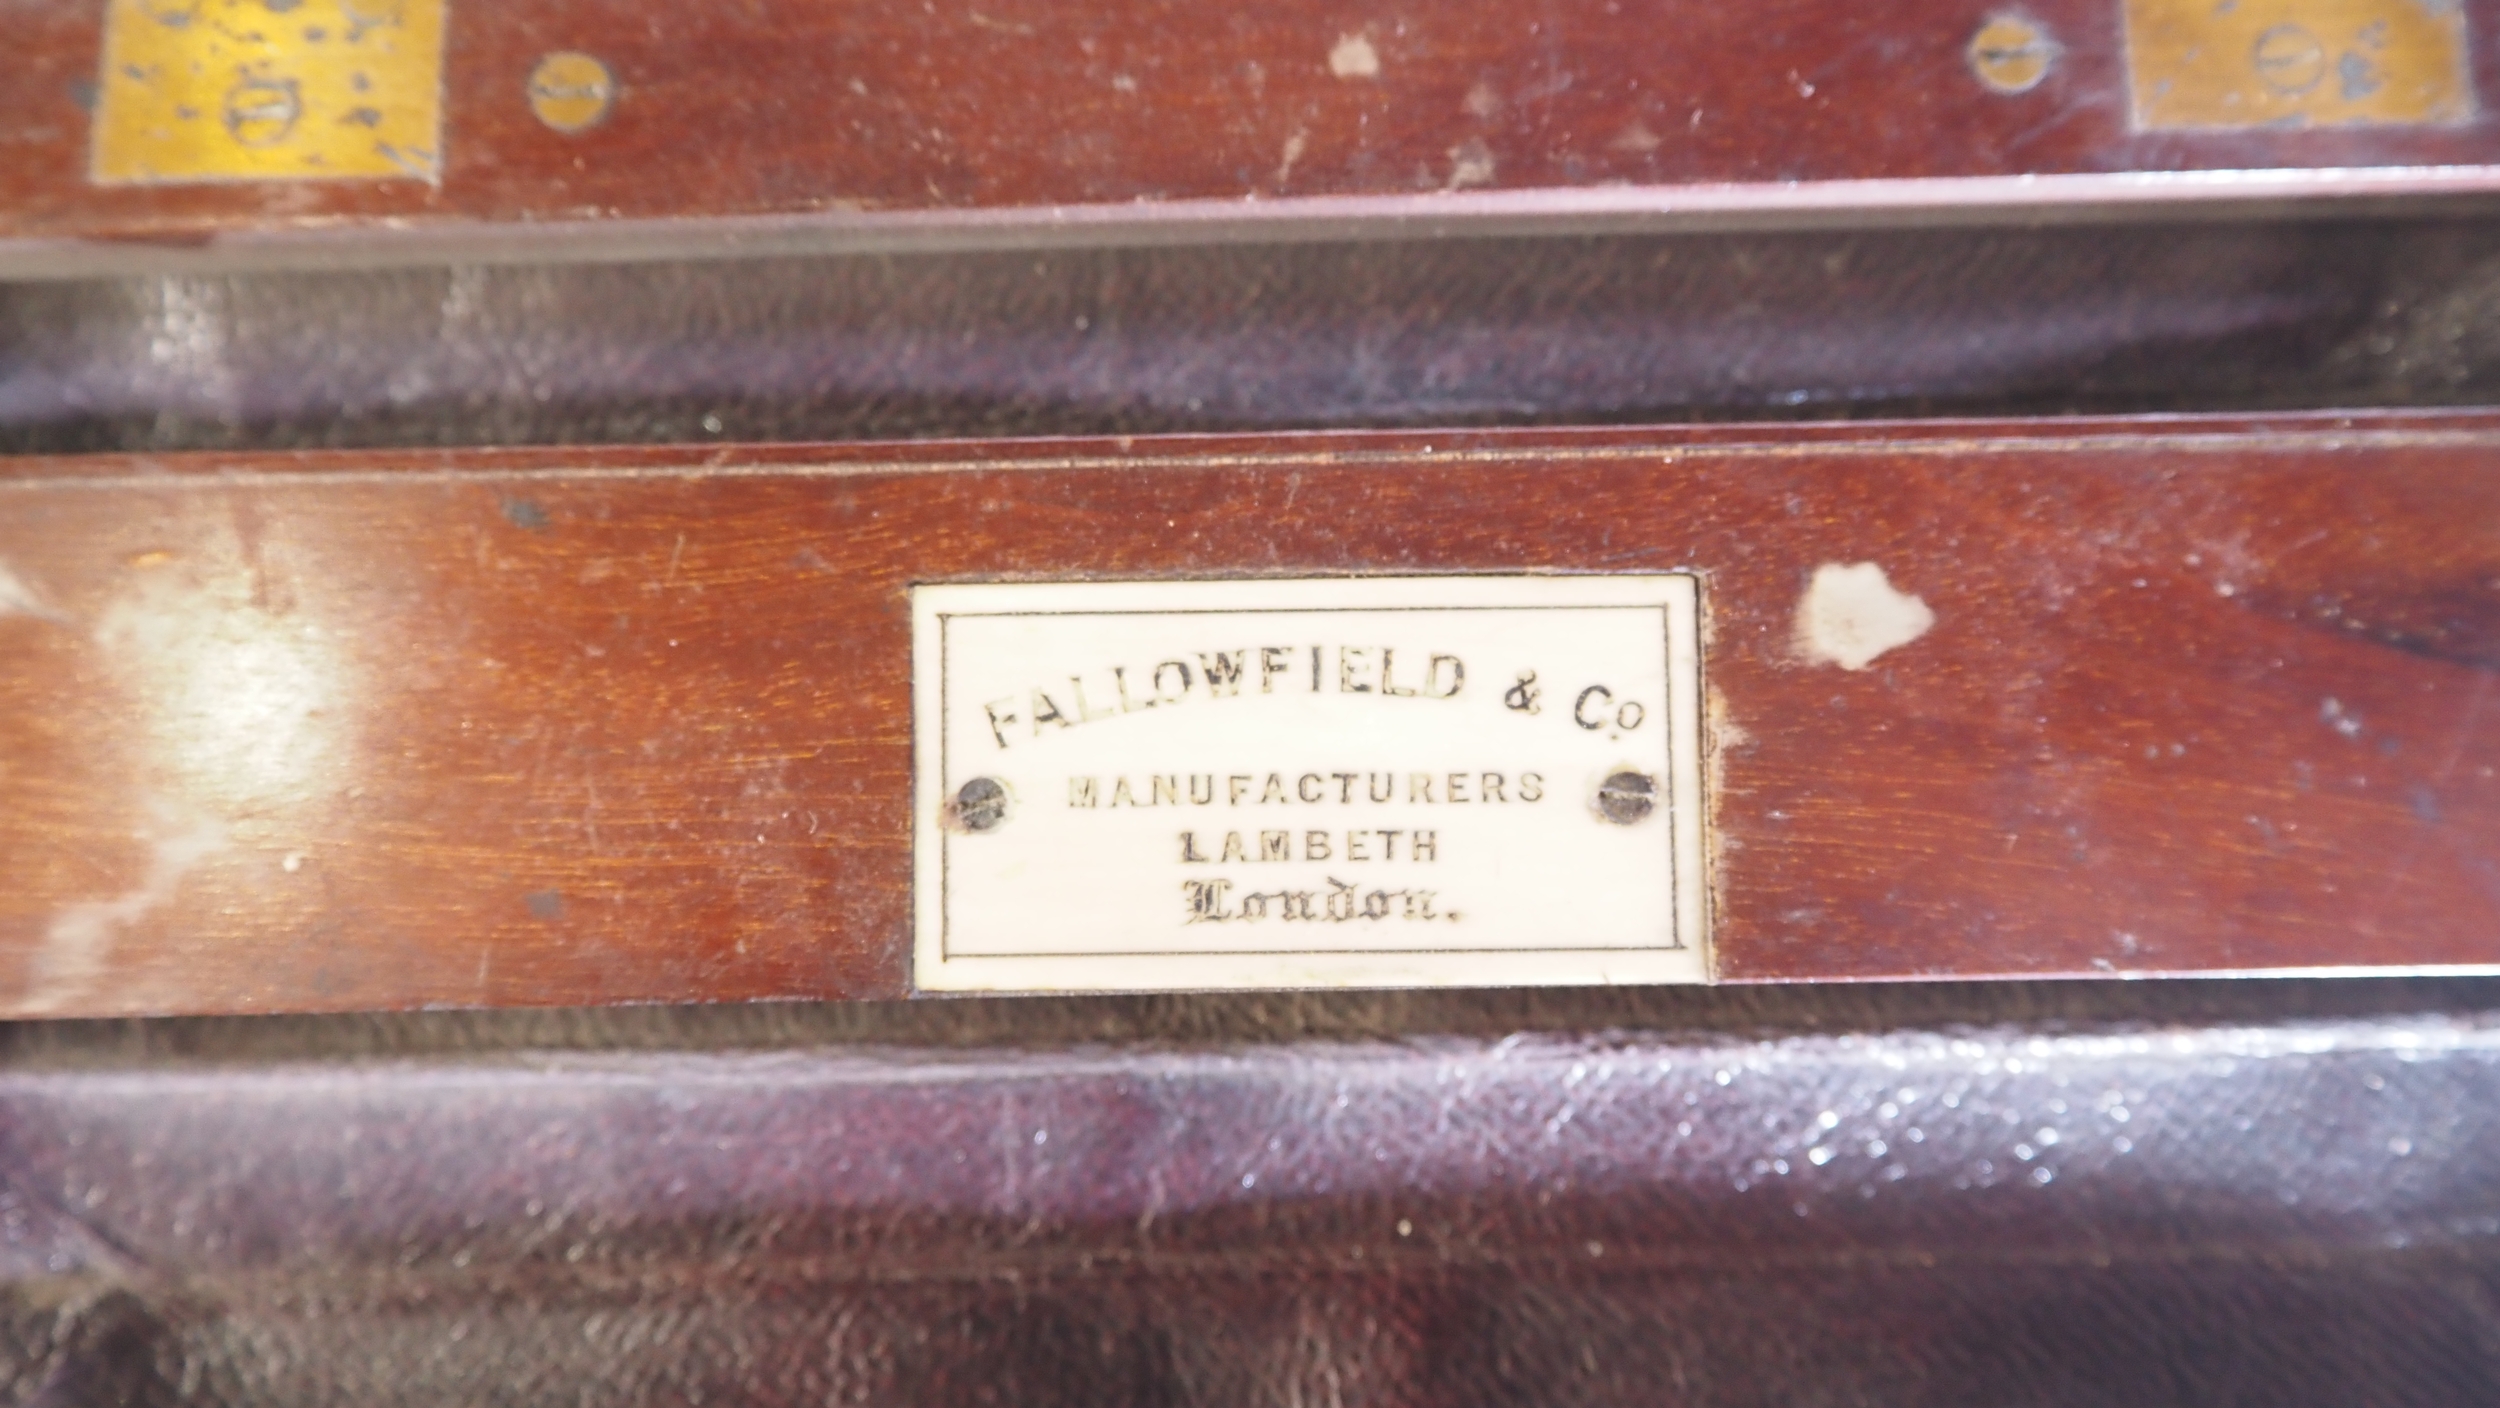 FALLOWFIELD & Co.
MANUFACTURERS
LAMBETH
London.